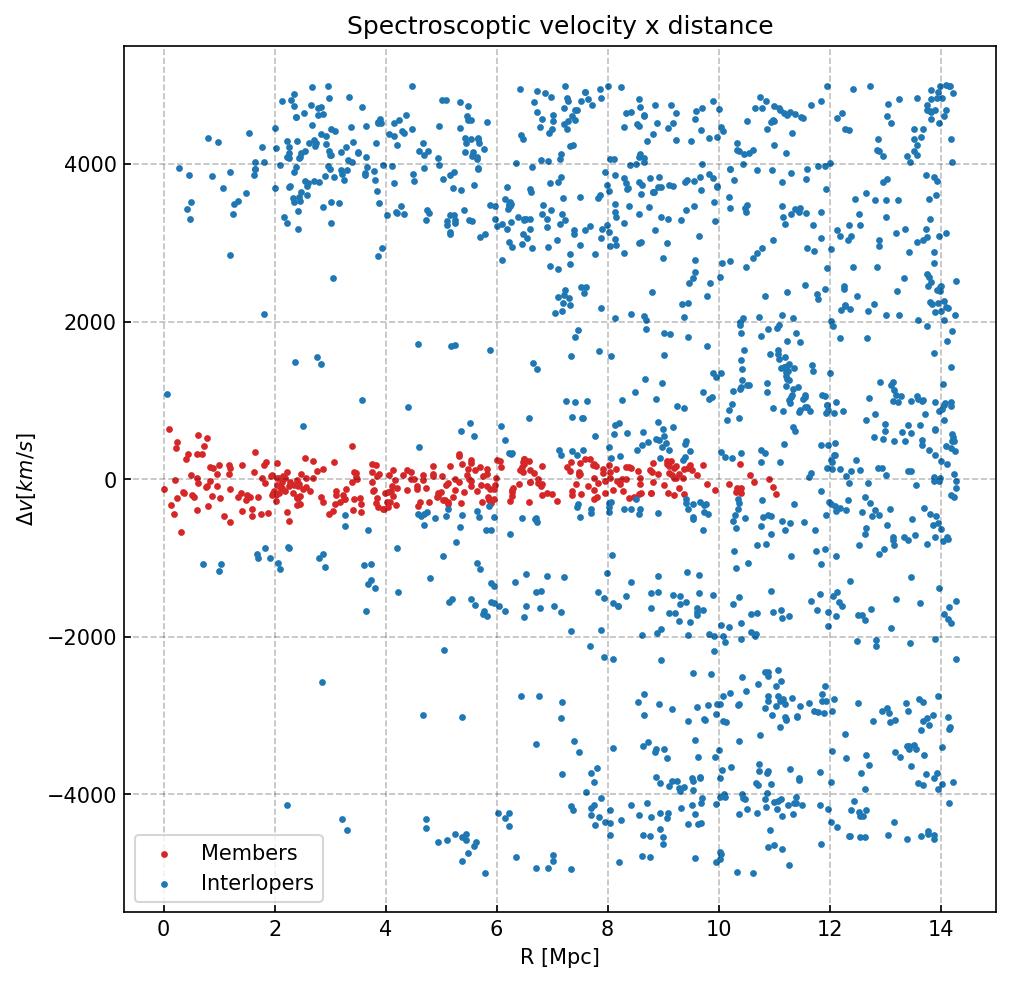 Spectroscoptic velocity x distance
4000
2000
0
−2000
−4000
Δv[km/s]
Members
Interlopers
0 2 4 6 8 10 12 14
R [Mpc]